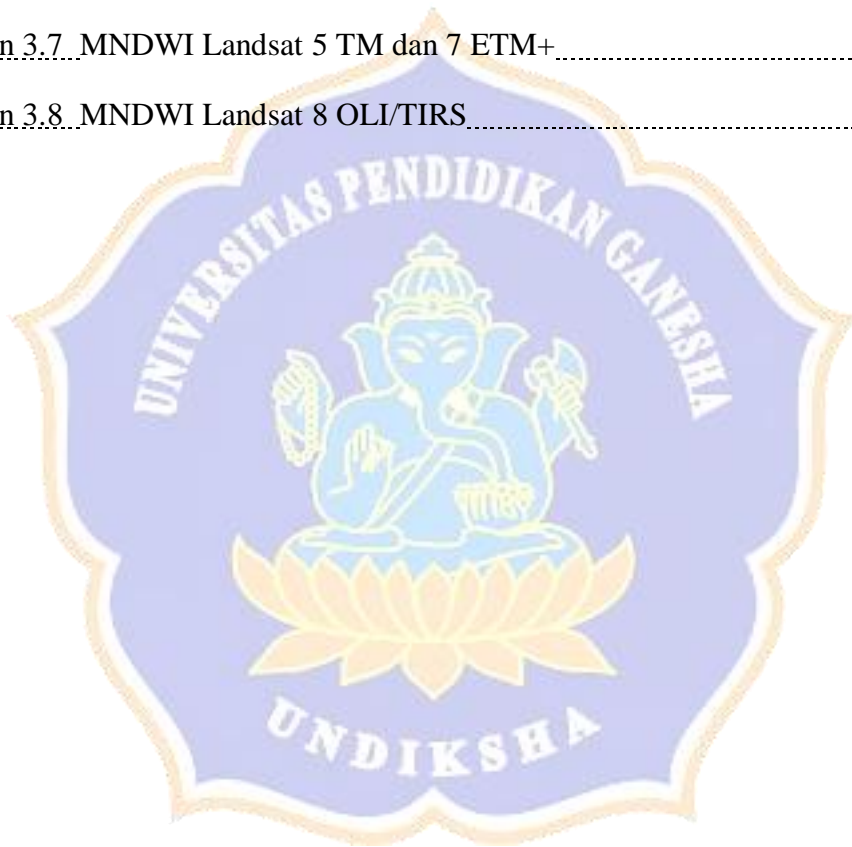 n 3.7 MNDWI Landsat 5 TM dan 7 ETM+
n 3.8 MNDWI Landsat 8 OLI/TIRS
UNIVERSITAS PENDIDIKAN GANESHA
UNDIKSHA